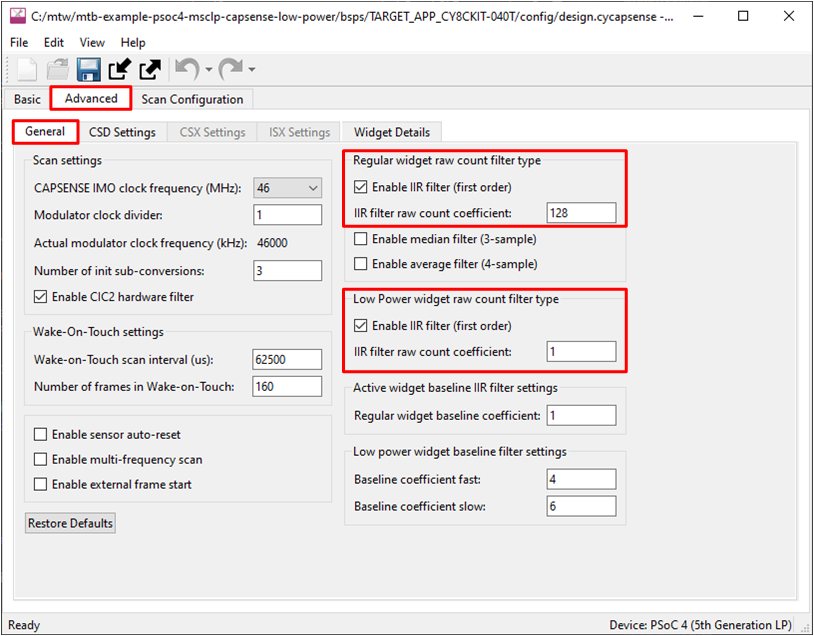 C:/mtw/mtb-example-psoc4-msclp-capsense-low-power/bsps/TARGET_APP_CY8CKIT-040T/config/design.cycapsense -...
File Edit View Help
Basic Advanced Scan Configuration
General CSD Settings CSX Settings ISX Settings Widget Details
Scan settings
CAPSENSE IMO clock frequency (MHz): 46
Modulator clock divider: 1
Actual modulator clock frequency (kHz): 46000
Number of init sub-conversions: 3
Enable CIC2 hardware filter
Wake-On-Touch settings
Wake-on-Touch scan interval (us): 62500
Number of frames in Wake-on-Touch: 160
Enable sensor auto-reset
Enable multi-frequency scan
Enable external frame start
Restore Defaults
Regular widget raw count filter type
Enable IIR filter (first order)
IIR filter raw count coefficient: 128
Enable median filter (3-sample)
Enable average filter (4-sample)
Low Power widget raw count filter type
Enable IIR filter (first order)
IIR filter raw count coefficient: 1
Active widget baseline IIR filter settings
Regular widget baseline coefficient: 1
Low power widget baseline filter settings
Baseline coefficient fast: 4
Baseline coefficient slow: 6
Ready Device: PSoC 4 (5th Generation LP)